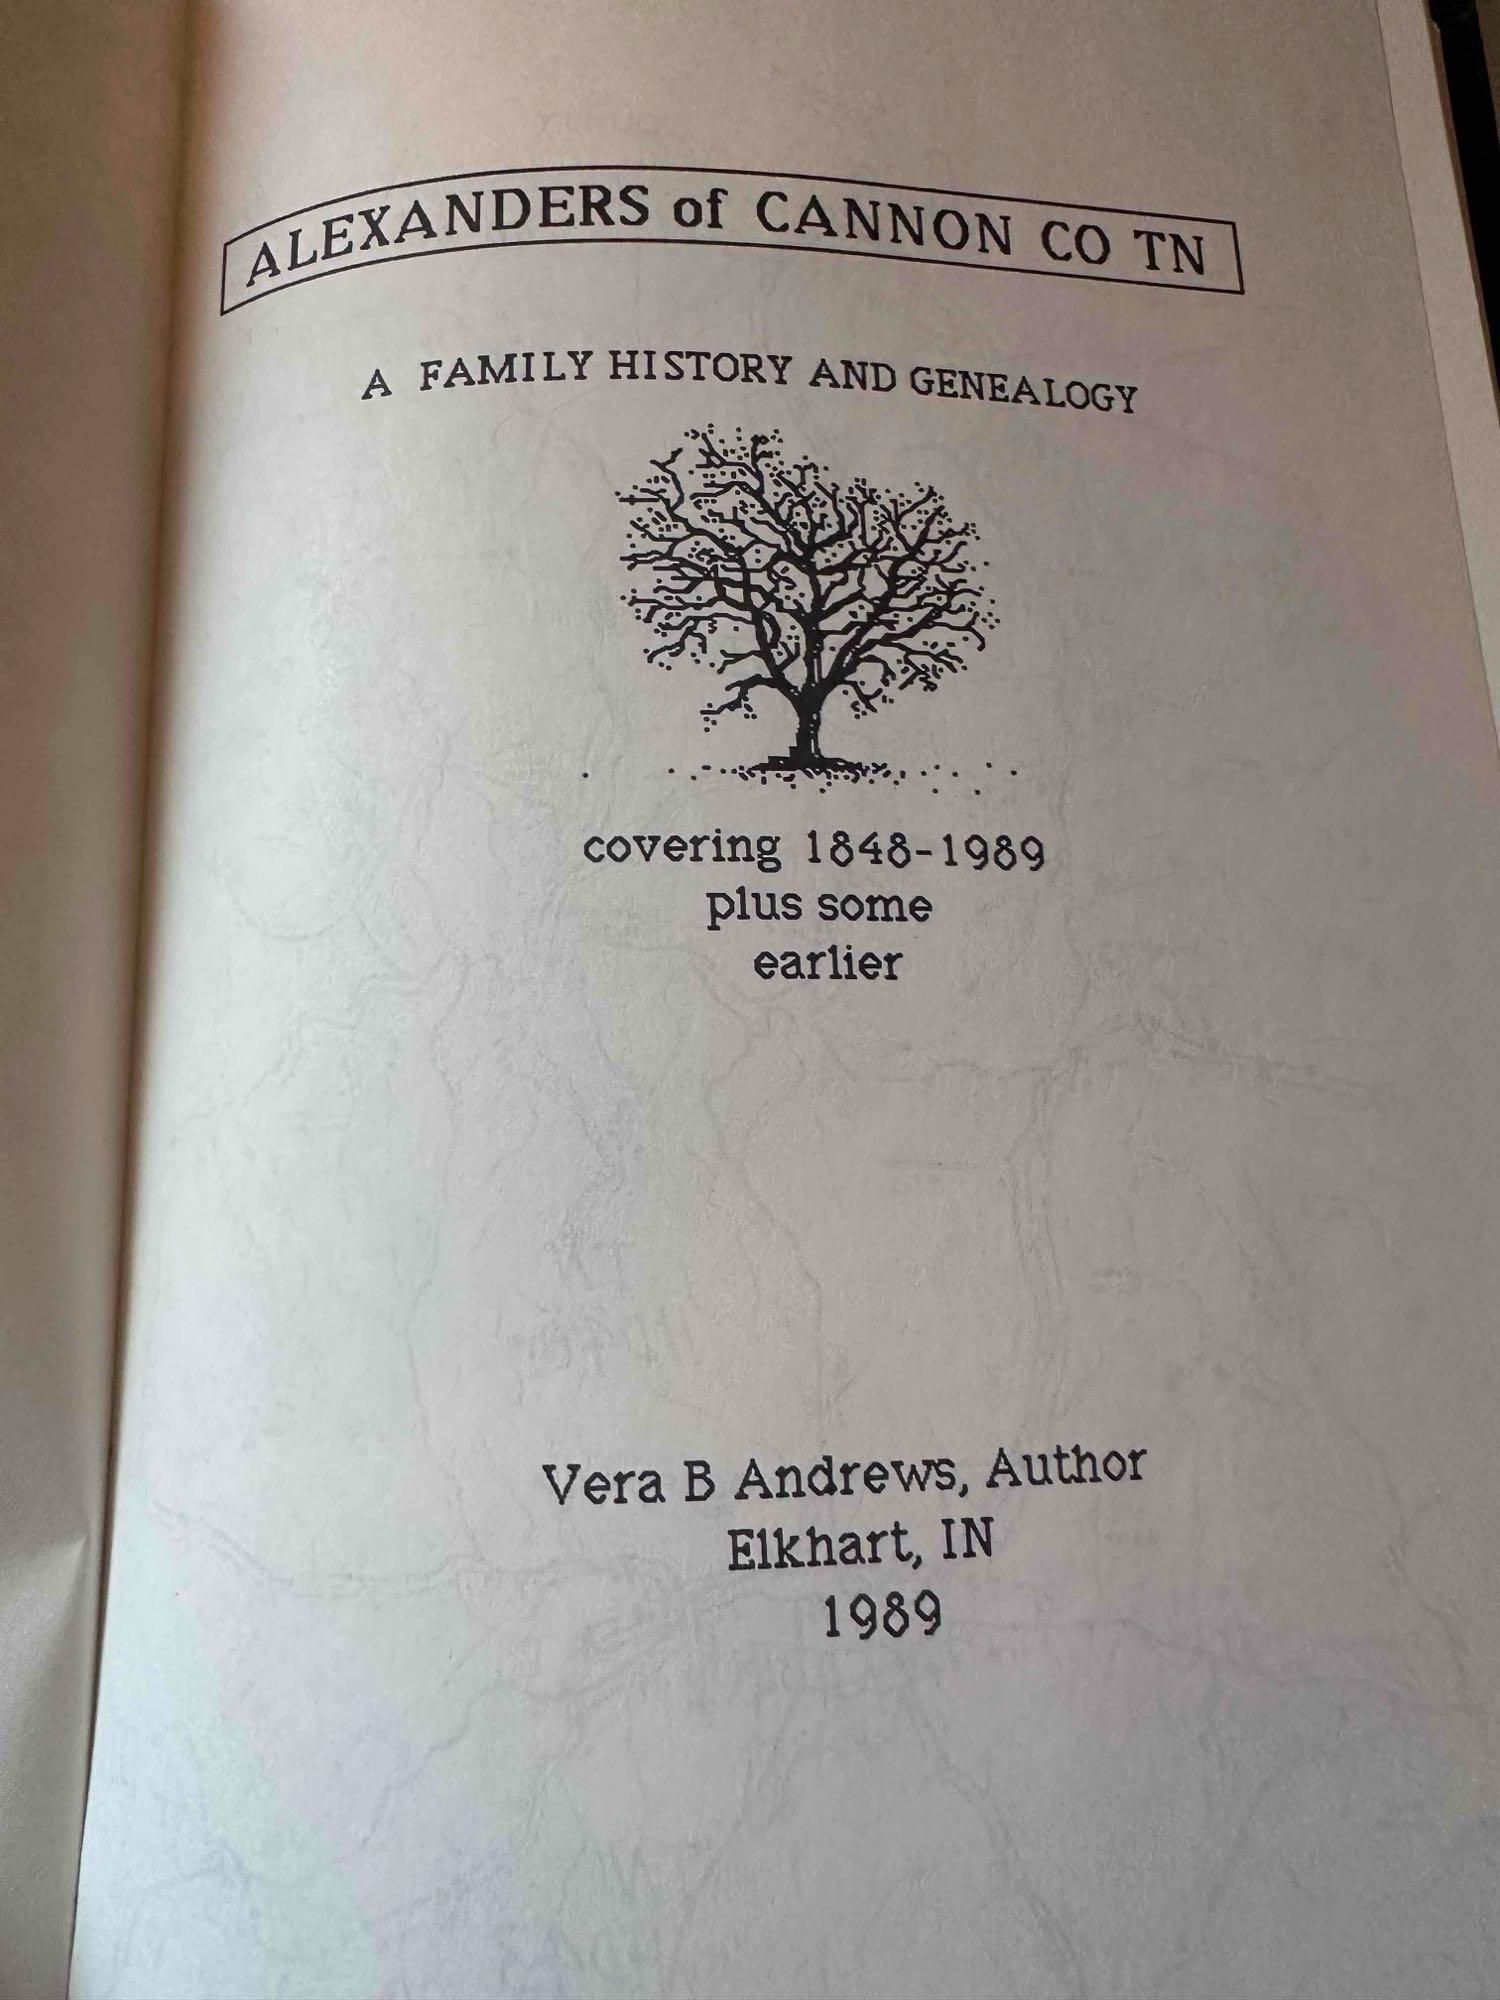 ALEXANDERS of CANNON CO TN
A FAMILY HISTORY AND GENEALOGY
covering 1848-1989
plus some
earlier
Vera B Andrews, Author
Elkhart, IN
1989